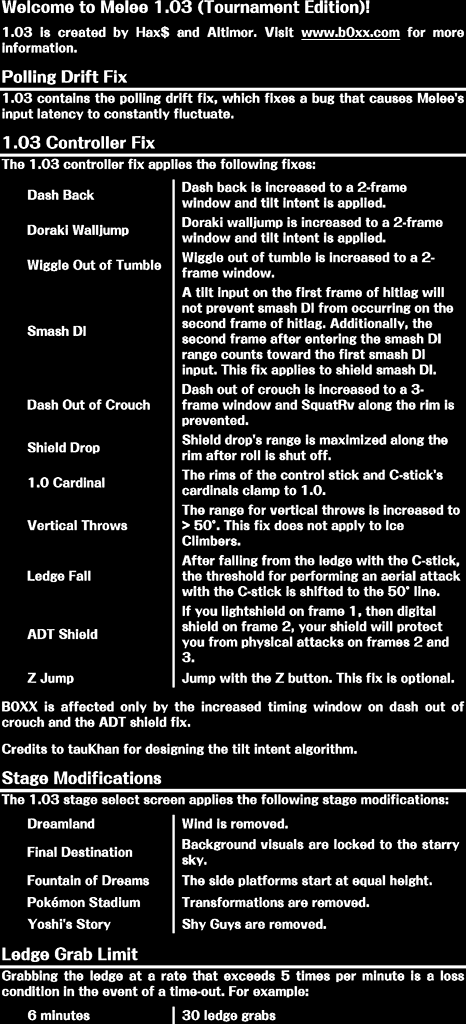 Welcome to Melee 1.03 (Tournament Edition)!
1.03 is created by Hax$ and Altimor. Visit www.b0xx.com for more
information.
Polling Drift Fix
1.03 contains the polling drift fix, which fixes a bug that causes Melee's
input latency to constantly fluctuate.
1.03 Controller Fix
The 1.03 controller fix applies the following fixes:
Dash Back
Dash back is increased to a 2-frame
window and tilt intent is applied.
Doraki Walljump
Doraki walljump is increased to a 2-frame
window and tilt intent is applied.
Wiggle Out of Tumble
Wiggle out of tumble is increased to a 2-
frame window.
Smash DI
A tilt input on the first frame of hitlag will
not prevent smash DI from occurring on the
second frame of hitlag. Additionally, the
second frame after entering the smash DI
range counts toward the first smash DI
input. This fix applies to shield smash DI.
Dash Out of Crouch
Dash out of crouch is increased to a 3-
frame window and SquatRv along the rim is
prevented.
Shield Drop
Shield drop's range is maximized along the
rim after roll is shut off.
1.0 Cardinal
The rims of the control stick and C-stick's
cardinals clamp to 1.0.
Vertical Throws
The range for vertical throws is increased to
> 50°. This fix does not apply to Ice
Climbers.
Ledge Fall
After falling from the ledge with the C-stick,
the threshold for performing an aerial attack
with the C-stick is shifted to the 50° line.
ADT Shield
If you lightshield on frame 1, then digital
shield on frame 2, your shield will protect
you from physical attacks on frames 2 and
3.
Z Jump
Jump with the Z button. This fix is optional.
B0XX is affected only by the increased timing window on dash out of
crouch and the ADT shield fix.
Credits to tauKhan for designing the tilt intent algorithm.
Stage Modifications
The 1.03 stage select screen applies the following stage modifications:
Dreamland
Wind is removed.
Final Destination
Background visuals are locked to the starry
sky.
Fountain of Dreams
The side platforms start at equal height.
Pokémon Stadium
Transformations are removed.
Yoshi's Story
Shy Guys are removed.
Ledge Grab Limit
Grabbing the ledge at a rate that exceeds 5 times per minute is a loss
condition in the event of a time-out. For example:
6 minutes
30 ledge grabs